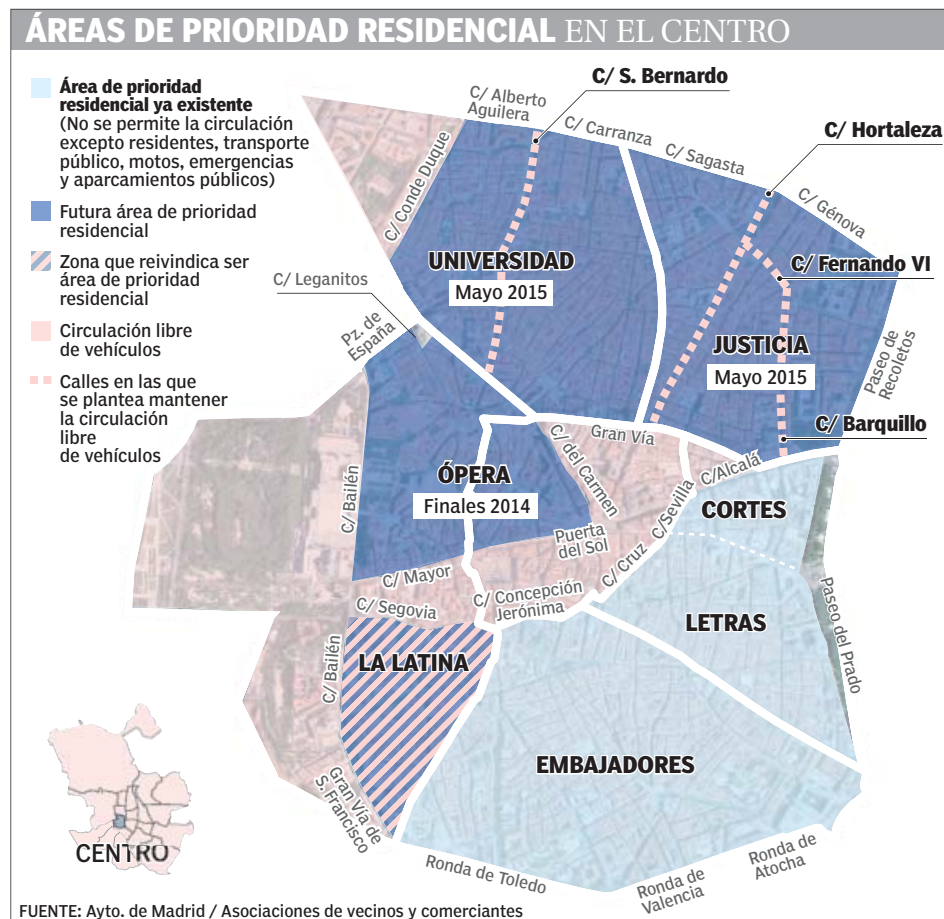 ÁREAS DE PRIORIDAD RESIDENCIAL EN EL CENTRO
Área de prioridad
residencial ya existente
(No se permite la circulación
excepto residentes, transporte
público, motos, emergencias
y aparcamientos públicos)
Futura área de prioridad
residencial
Zona que reivindica ser
área de prioridad
residencial
Circulación libre
de vehículos
Calles en las que
se plantea mantener
la circulación
libre
de vehículos
C/ S. Bernardo
C/ Alberto
Aguilera
C/ Carranza
C/ Hortaleza
C/ Sagasta
C/ Génova
C/ Conde Duque
UNIVERSIDAD
Mayo 2015
C/ Fernando VI
C/ Leganitos
Pz. de
España
JUSTICIA
Mayo 2015
Paseo de
Recoletos
C/ Barquillo
Gran Vía
C/ del Carmen
C/Alcalá
C/Sevilla
C/ Bailén
ÓPERA
Finales 2014
CORTES
Puerta
del Sol
C/ Cruz
C/ Mayor
C/ Concepción
Jerónima
C/ Segovia
LETRAS
Paseo del Prado
C/ Bailén
LA LATINA
EMBAJADORES
Gran Vía de
S. Francisco
CENTRO
Ronda de Toledo
Ronda de
Valencia
Ronda de
Atocha
FUENTE: Ayto. de Madrid / Asociaciones de vecinos y comerciantes